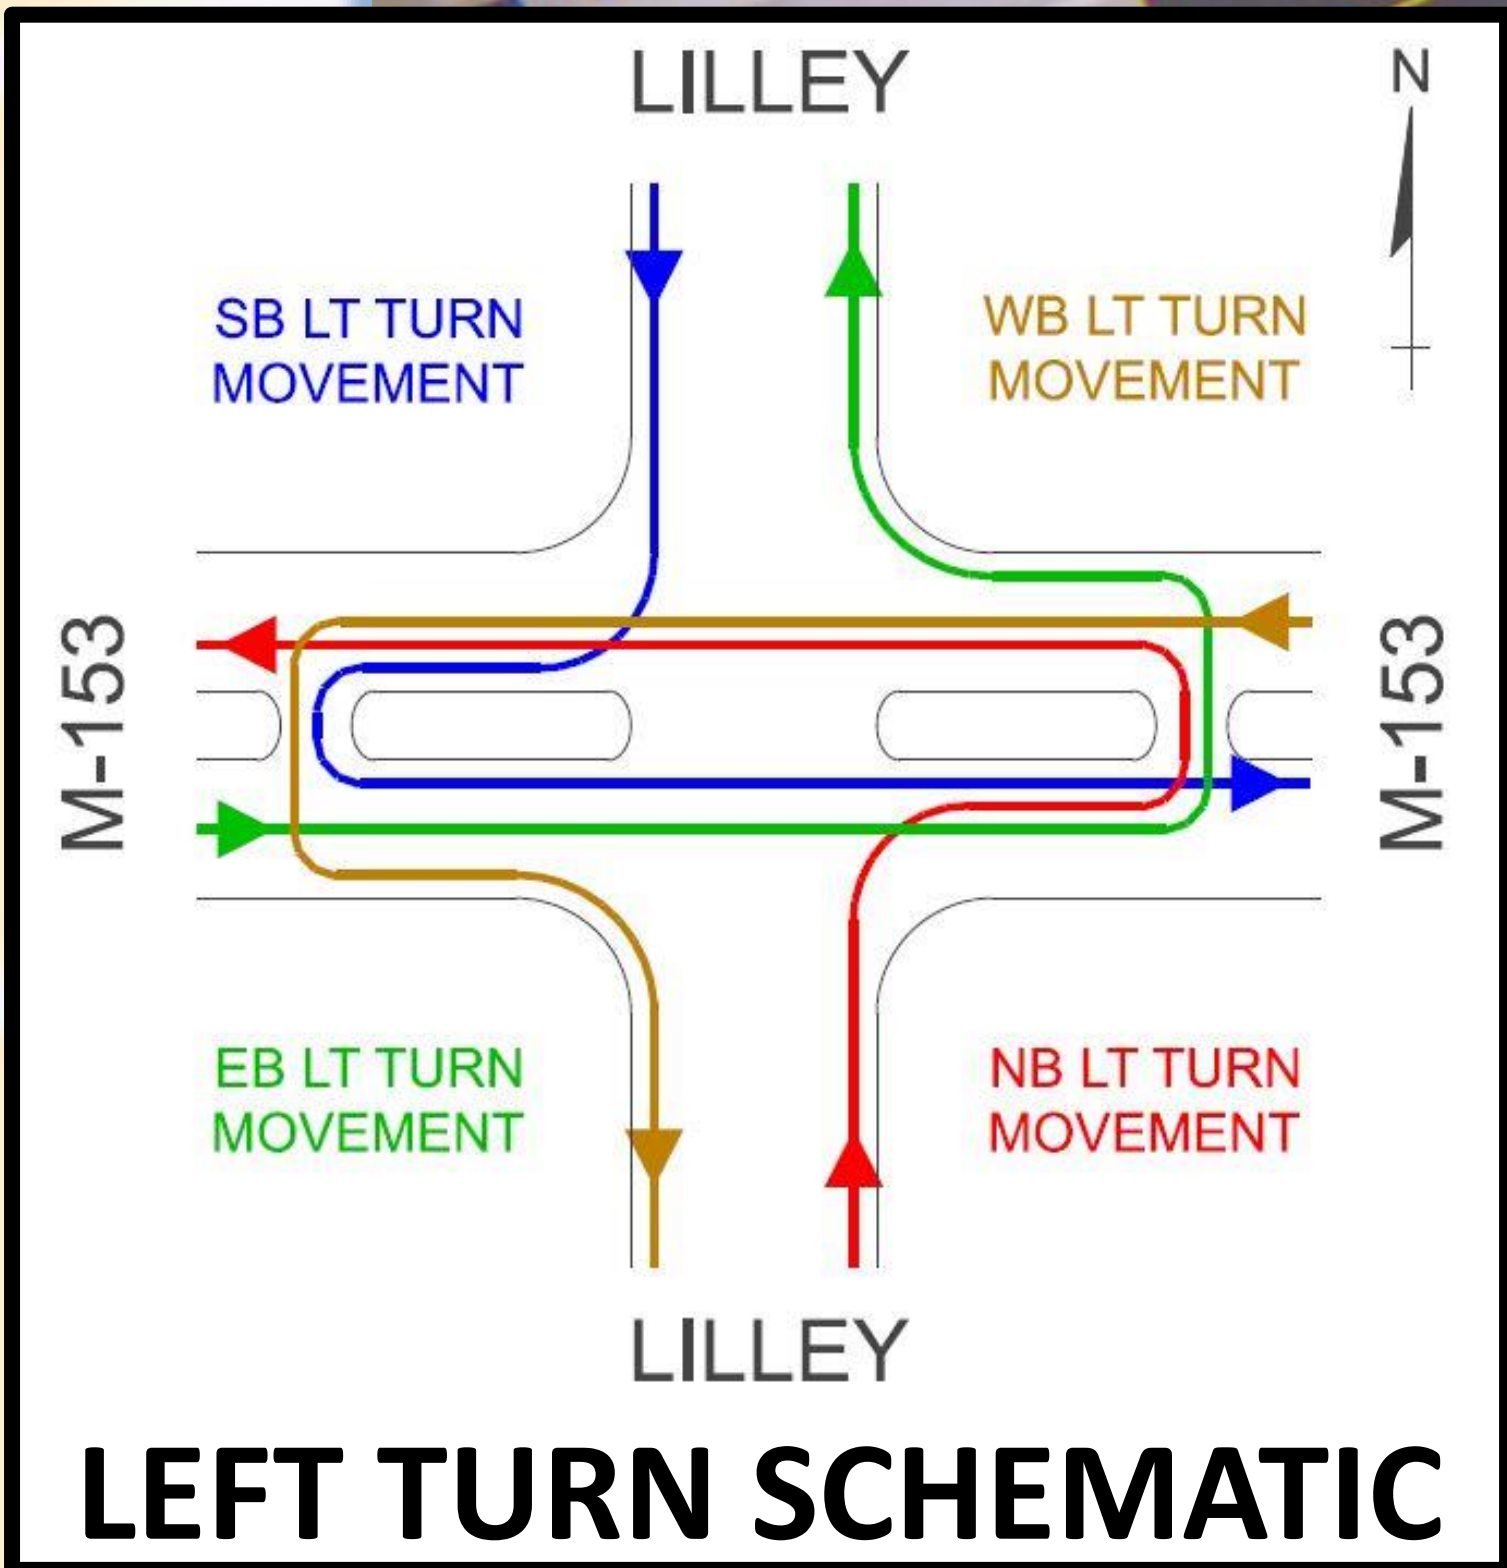 LILLEY
N
SB LT TURN
MOVEMENT
WB LT TURN
MOVEMENT
M-153
M-153
EB LT TURN
MOVEMENT
NB LT TURN
MOVEMENT
LILLEY
LEFT TURN SCHEMATIC